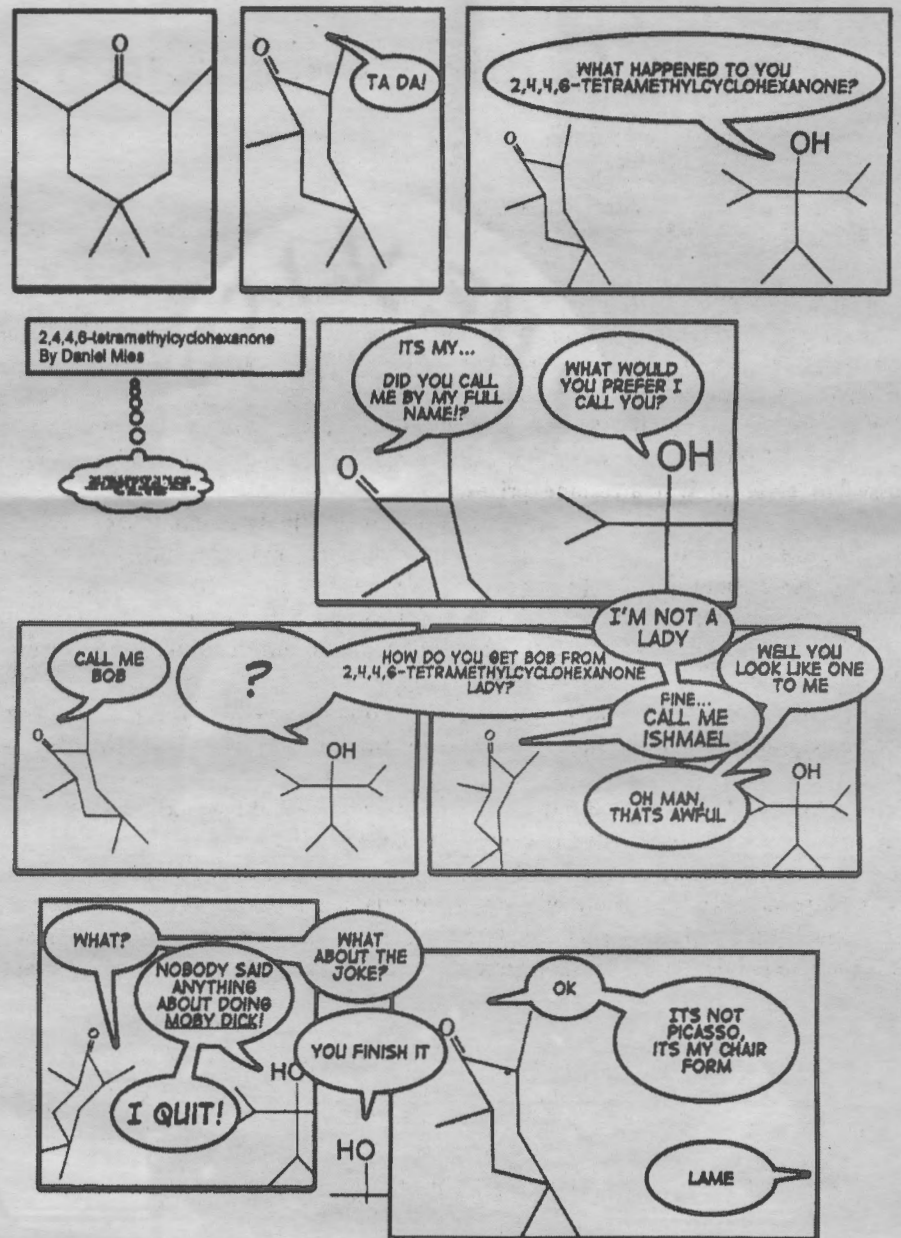 O
O
TA DA!
WHAT HAPPENED TO YOU
2,4,4,6-TETRAMETHYLCYCLOHEXANONE?
O
OH
2,4,4,6-tetramethylcyclohexanone
By Daniel Mies
ITS MY...
DID YOU CALL
ME BY MY FULL
NAME!?
WHAT WOULD
YOU PREFER I
CALL YOU?
O
OH
CALL ME
BOB
?
HOW DO YOU GET BOB FROM
2,4,4,6-TETRAMETHYLCYCLOHEXANONE
LADY?
O
OH
I'M NOT A
LADY
WELL YOU
LOOK LIKE ONE
TO ME
FINE...
CALL ME
ISHMAEL
OH MAN,
THATS AWFUL
O
OH
WHAT?
NOBODY SAID
ANYTHING
ABOUT DOING
MOBY DICK!
I QUIT!
O
HO
WHAT
ABOUT THE
JOKE?
YOU FINISH IT
HO
OK
ITS NOT
PICASSO,
ITS MY CHAIR
FORM
O
LAME